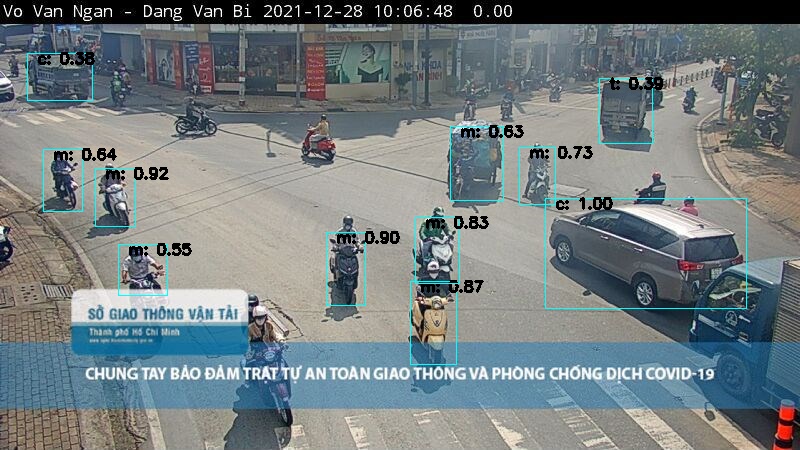 Vo Van Ngan - Dang Van Bi 2021-12-28 10:06:48 0.00
c: 0.38
t: 0.39
m: 0.63
m: 0.64
m: 0.73
m: 0.92
c: 1.00
m: 0.83
m: 0.90
m: 0.55
m: 0.87
SỞ GIAO THÔNG VẬN TẢI
Thành phố Hồ Chí Minh
CHUNG TAY BẢO ĐẢM TRẬT TỰ AN TOÀN GIAO THÔNG VÀ PHÒNG CHỐNG DỊCH COVID-19